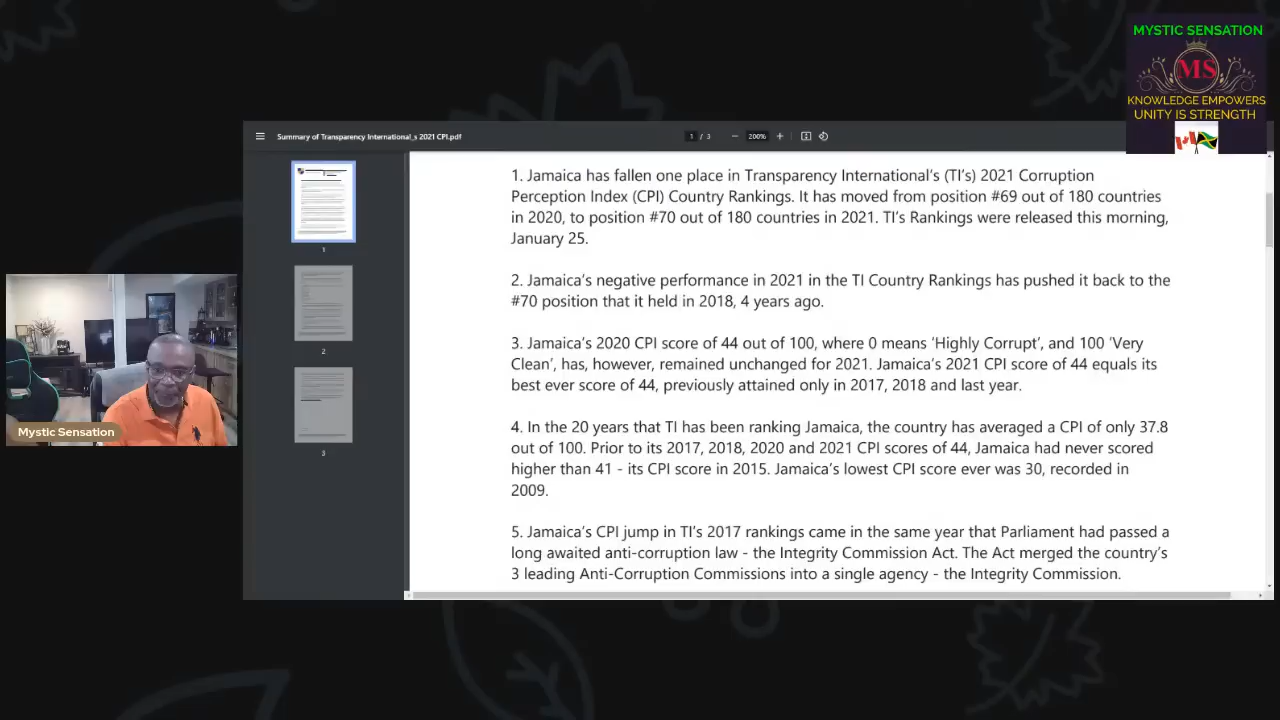 MYSTIC SENSATION
MS
KNOWLEDGE EMPOWERS
UNITY IS STRENGTH
Summary of Transparency International_s 2021 CPI.pdf
1 / 3
200%
1. Jamaica has fallen one place in Transparency International's (TI's) 2021 Corruption
Perception Index (CPI) Country Rankings. It has moved from position #69 out of 180 countries
in 2020, to position #70 out of 180 countries in 2021. TI's Rankings were released this morning,
January 25.
2. Jamaica's negative performance in 2021 in the TI Country Rankings has pushed it back to the
#70 position that it held in 2018, 4 years ago.
3. Jamaica's 2020 CPI score of 44 out of 100, where 0 means 'Highly Corrupt', and 100 'Very
Clean', has, however, remained unchanged for 2021. Jamaica's 2021 CPI score of 44 equals its
best ever score of 44, previously attained only in 2017, 2018 and last year.
4. In the 20 years that TI has been ranking Jamaica, the country has averaged a CPI of only 37.8
out of 100. Prior to its 2017, 2018, 2020 and 2021 CPI scores of 44, Jamaica had never scored
higher than 41 - its CPI score in 2015. Jamaica's lowest CPI score ever was 30, recorded in
2009.
5. Jamaica's CPI jump in TI's 2017 rankings came in the same year that Parliament had passed a
long awaited anti-corruption law - the Integrity Commission Act. The Act merged the country's
3 leading Anti-Corruption Commissions into a single agency - the Integrity Commission.
1
2
3
Mystic Sensation